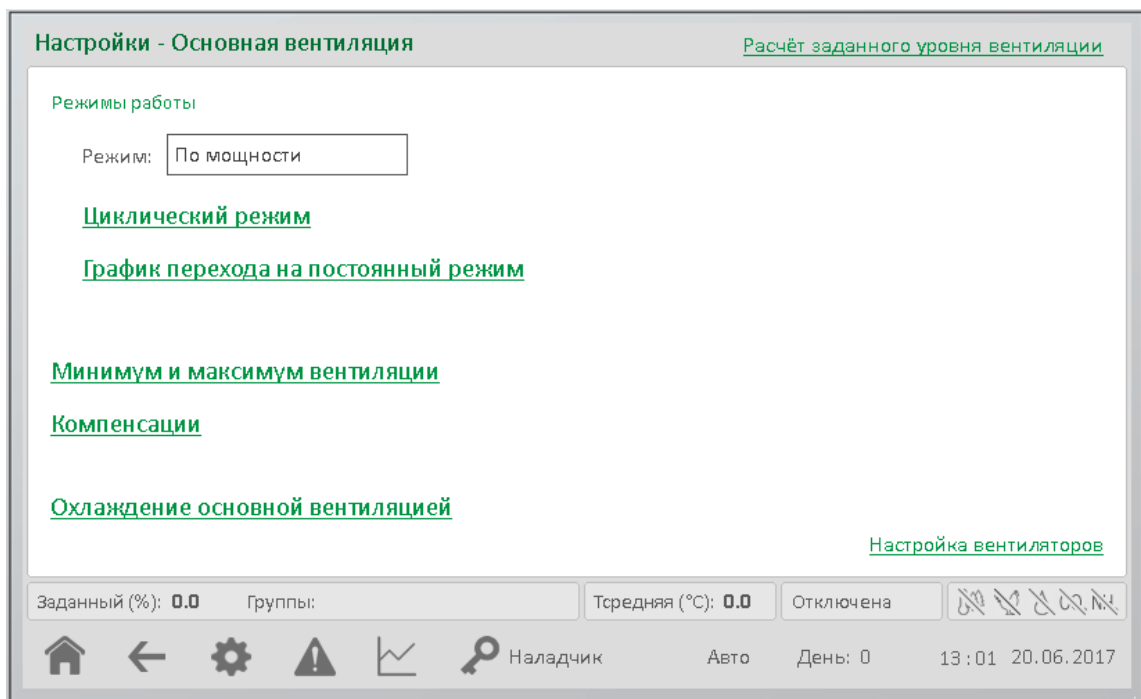 Настройки - Основная вентиляция
Расчёт заданного уровня вентиляции
Режимы работы
Режим: По мощности
Циклический режим
График перехода на постоянный режим
Минимум и максимум вентиляции
Компенсации
Охлаждение основной вентиляцией
Настройка вентиляторов
Заданный (%): 0.0 Группы: Tсредняя (°C): 0.0 Отключена
Наладчик Авто День: 0 13:01 20.06.2017